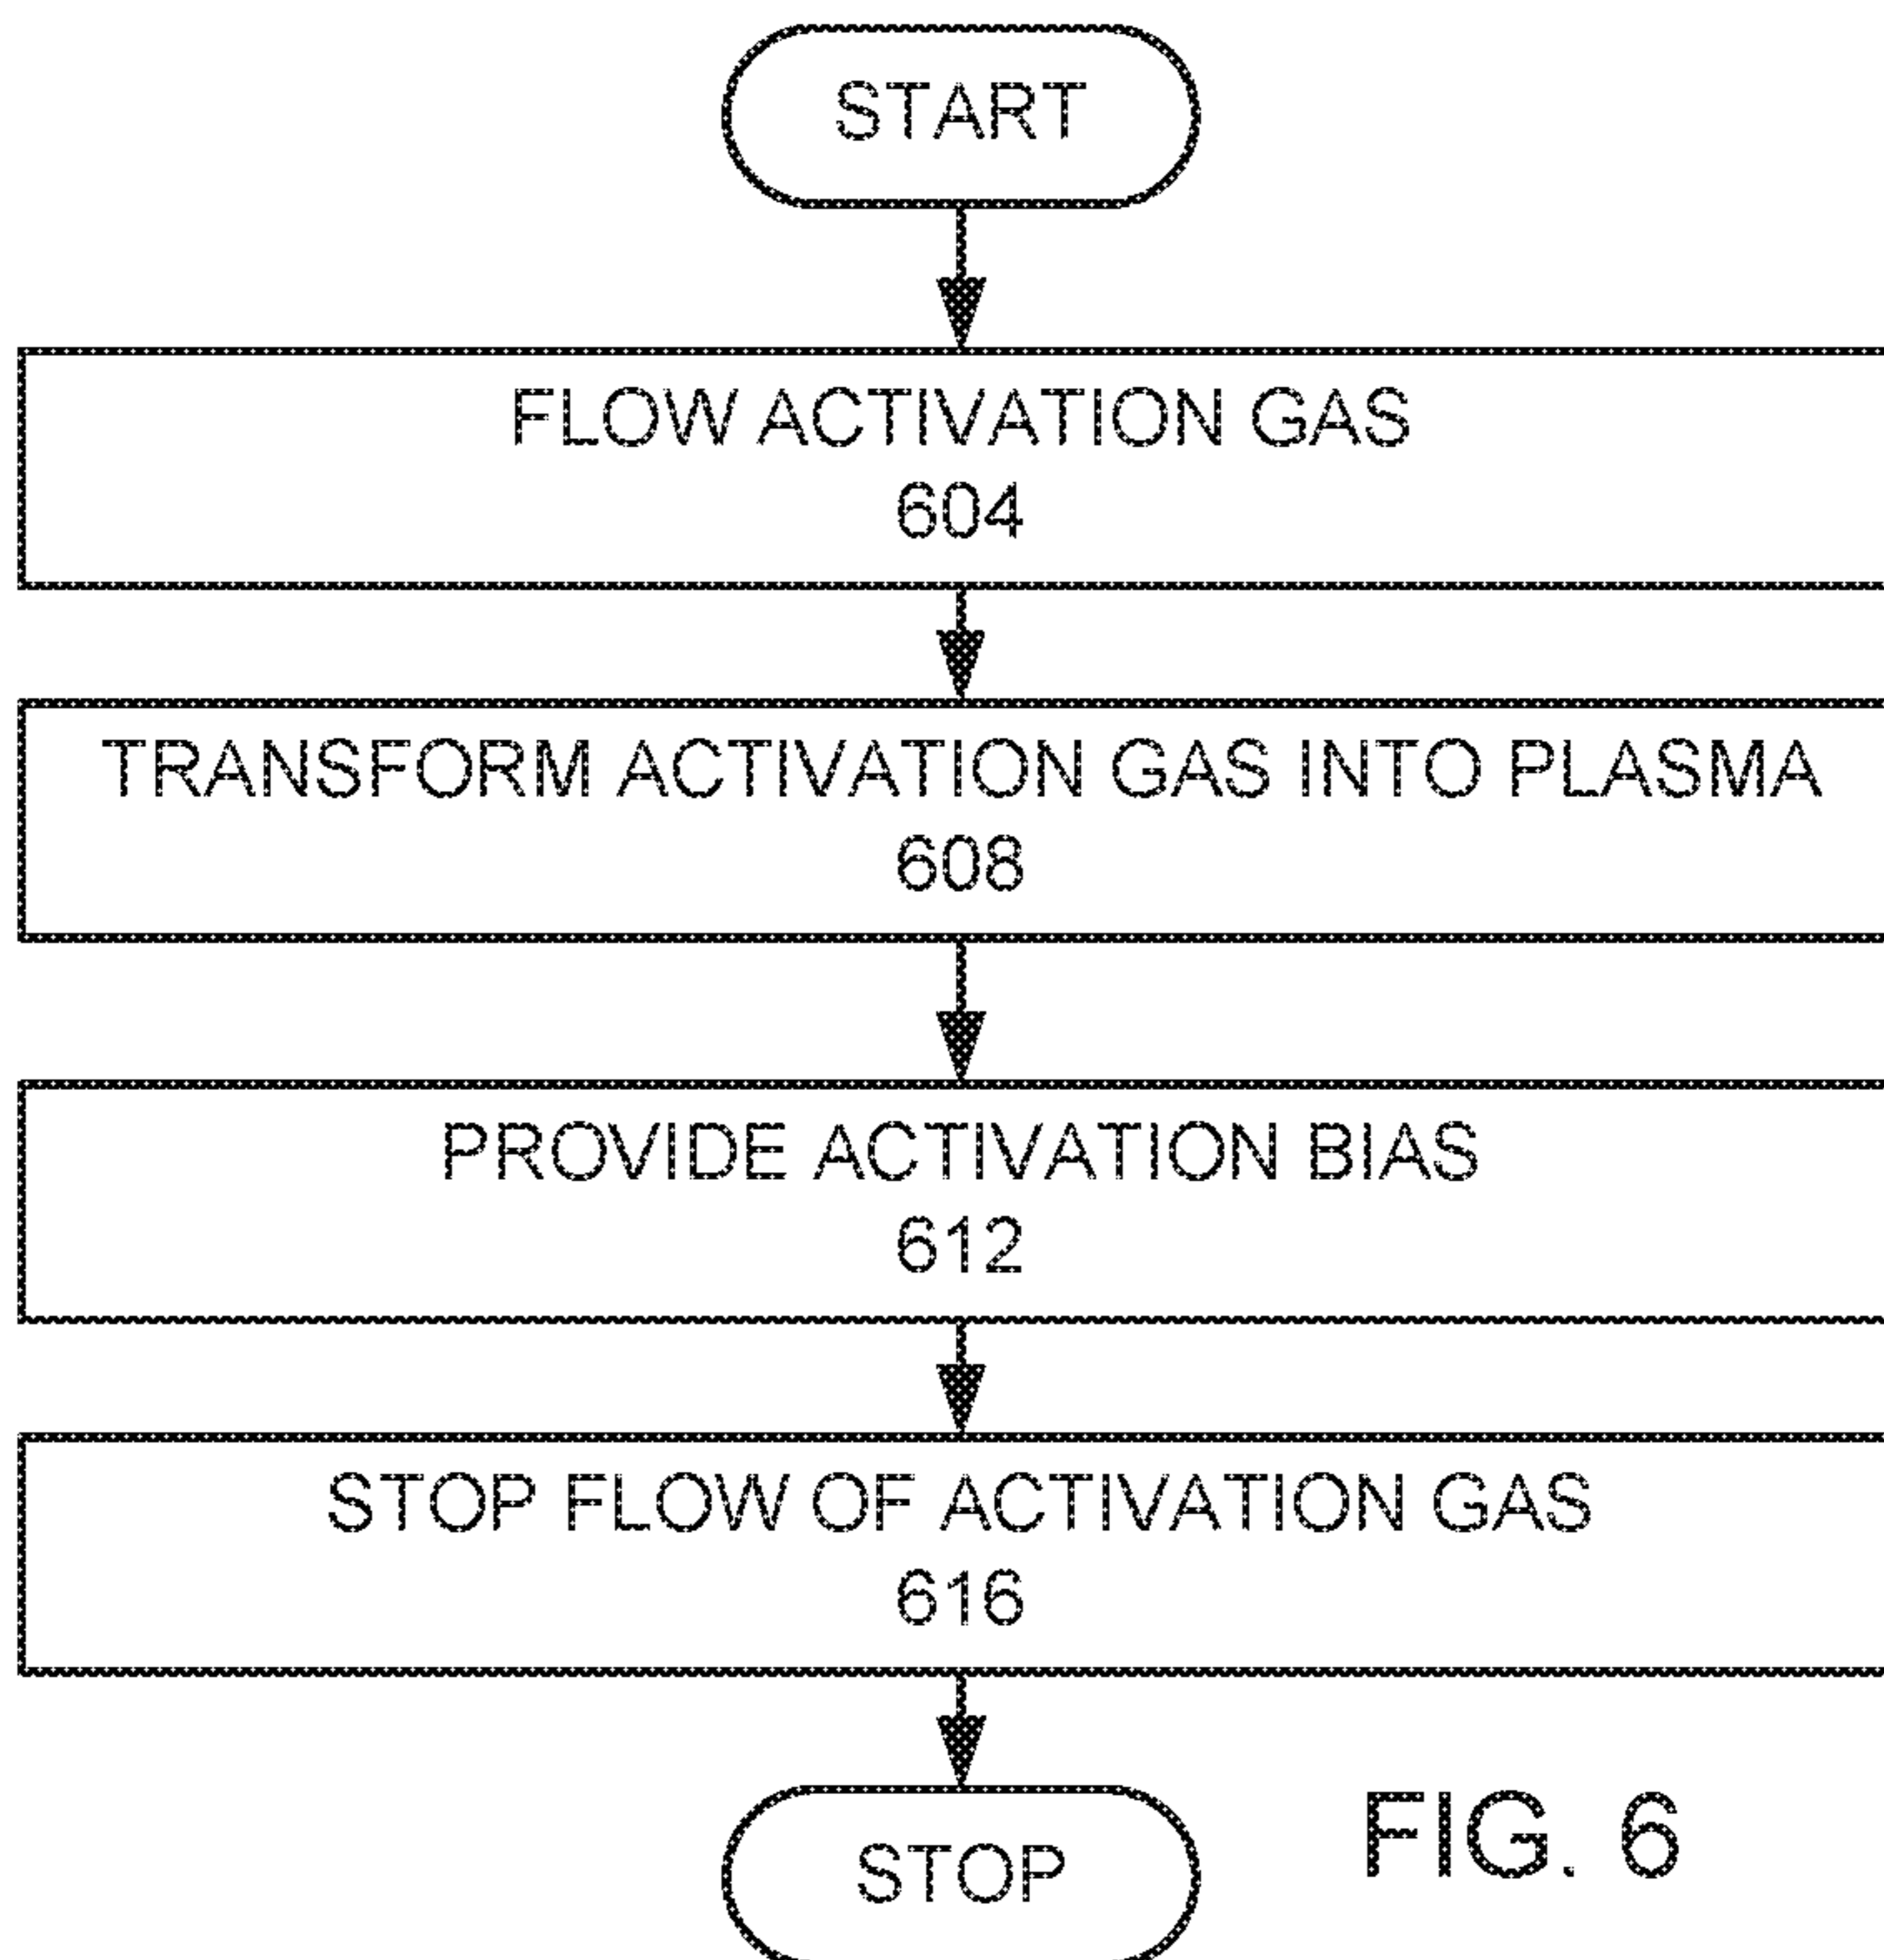 START
FLOW ACTIVATION GAS
604
TRANSFORM ACTIVATION GAS INTO PLASMA
608
PROVIDE ACTIVATION BIAS
612
STOP FLOW OF ACTIVATION GAS
616
STOP
FIG. 6